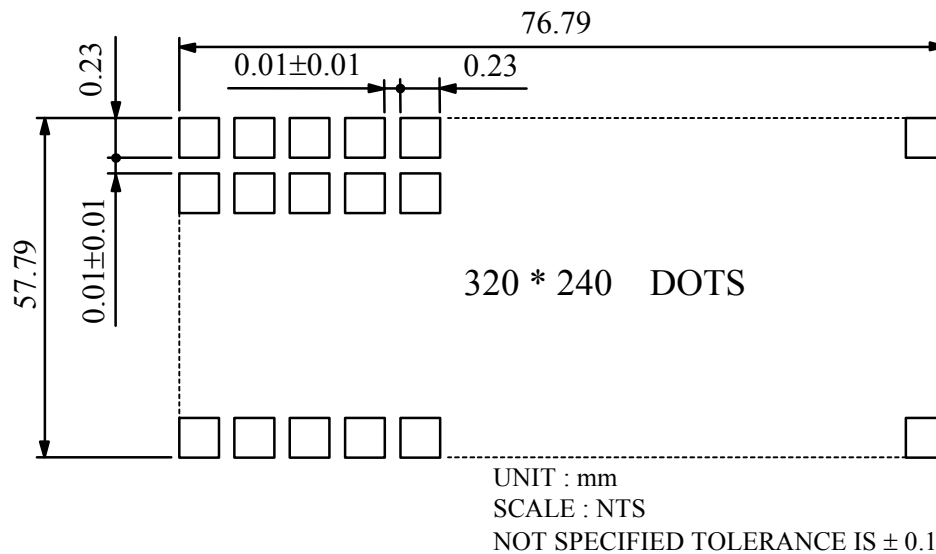 76.79
0.01±0.01 0.23
0.23
0.01±0.01
57.79
320 * 240 DOTS
UNIT : mm
SCALE : NTS
NOT SPECIFIED TOLERANCE IS ± 0.1